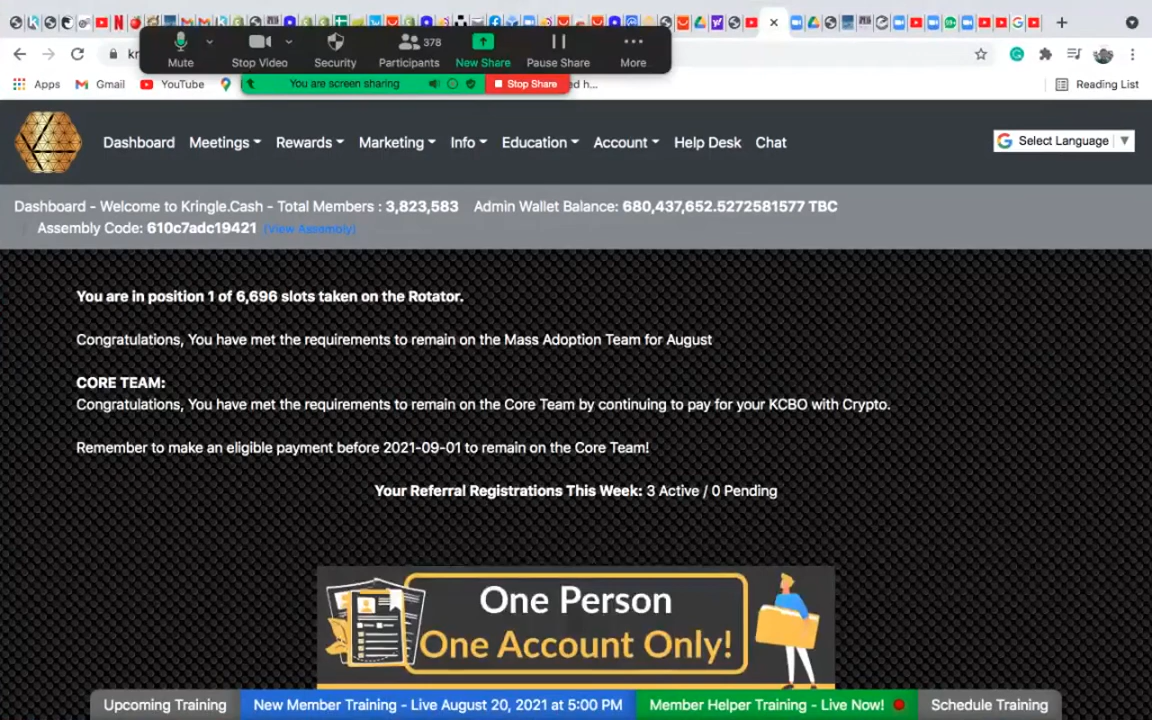 378
Mute
Stop Video
Security
Participants
New Share
Pause Share
More
You are screen sharing
Stop Share
Apps
Gmail
YouTube
Reading List
Dashboard Meetings Rewards Marketing Info Education Account Help Desk Chat
Select Language
Dashboard - Welcome to Kringle.Cash - Total Members : 3,823,583 Admin Wallet Balance: 680,437,652.5272581577 TBC
Assembly Code: 610c7adc19421 (View Assembly)
You are in position 1 of 6,696 slots taken on the Rotator.
Congratulations, You have met the requirements to remain on the Mass Adoption Team for August
CORE TEAM:
Congratulations, You have met the requirements to remain on the Core Team by continuing to pay for your KCBO with Crypto.
Remember to make an eligible payment before 2021-09-01 to remain on the Core Team!
Your Referral Registrations This Week: 3 Active / 0 Pending
One Person
One Account Only!
Upcoming Training
New Member Training - Live August 20, 2021 at 5:00 PM
Member Helper Training - Live Now!
Schedule Training